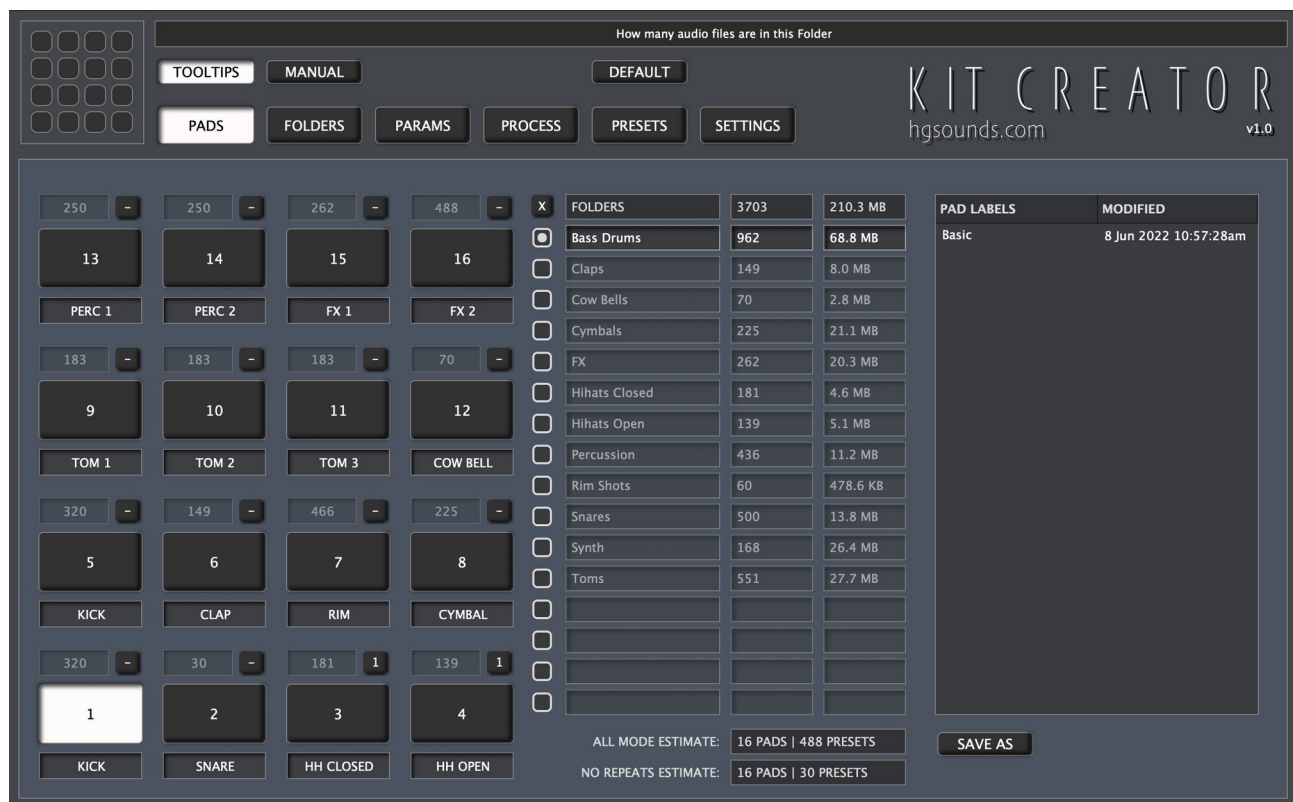 How many audio files are in this Folder
TOOLTIPS MANUAL DEFAULT
KIT CREATOR
PADS FOLDERS PARAMS PROCESS PRESETS SETTINGS
hgsounds.com v1.0
250 - 250 - 262 - 488 -
13 14 15 16
PERC 1 PERC 2 FX 1 FX 2
183 - 183 - 183 - 70 -
9 10 11 12
TOM 1 TOM 2 TOM 3 COW BELL
320 - 149 - 466 - 225 -
5 6 7 8
KICK CLAP RIM CYMBAL
320 - 30 - 181 1 139 1
1 2 3 4
KICK SNARE HH CLOSED HH OPEN
X FOLDERS 3703 210.3 MB
Bass Drums 962 68.8 MB
Claps 149 8.0 MB
Cow Bells 70 2.8 MB
Cymbals 225 21.1 MB
FX 262 20.3 MB
Hihats Closed 181 4.6 MB
Hihats Open 139 5.1 MB
Percussion 436 11.2 MB
Rim Shots 60 478.6 KB
Snares 500 13.8 MB
Synth 168 26.4 MB
Toms 551 27.7 MB
ALL MODE ESTIMATE: 16 PADS | 488 PRESETS
NO REPEATS ESTIMATE: 16 PADS | 30 PRESETS
PAD LABELS MODIFIED
Basic 8 Jun 2022 10:57:28am
SAVE AS